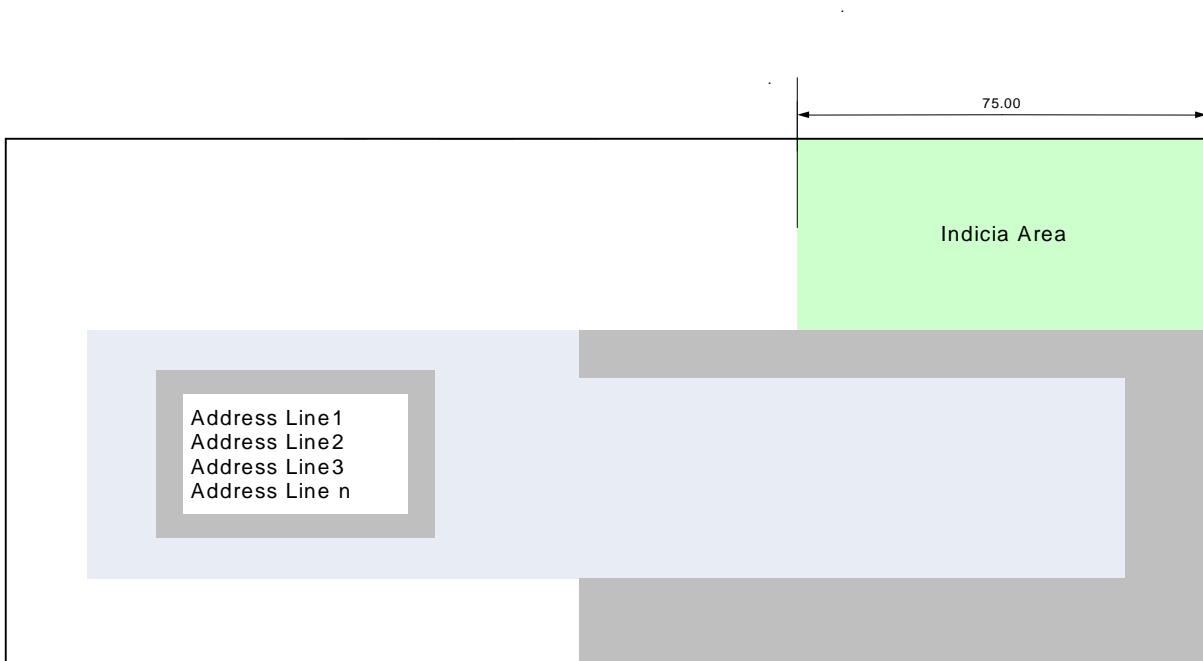 75.00
Indicia Area
Address Line1
Address Line2
Address Line3
Address Line n